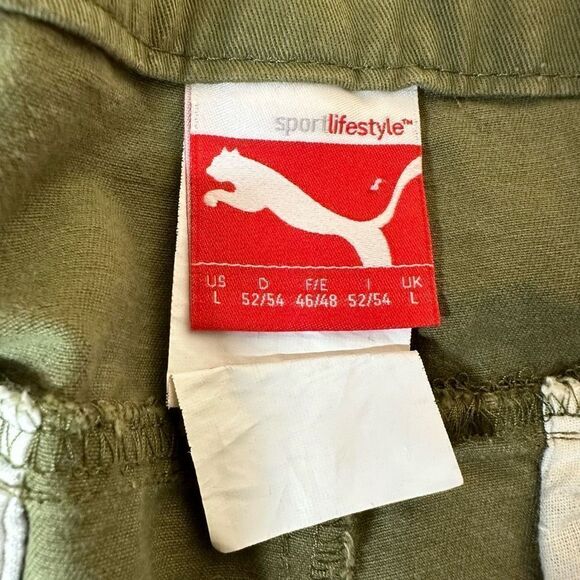 sportlifestyle™
US D F/E I UK
L 52/54 46/48 52/54 L